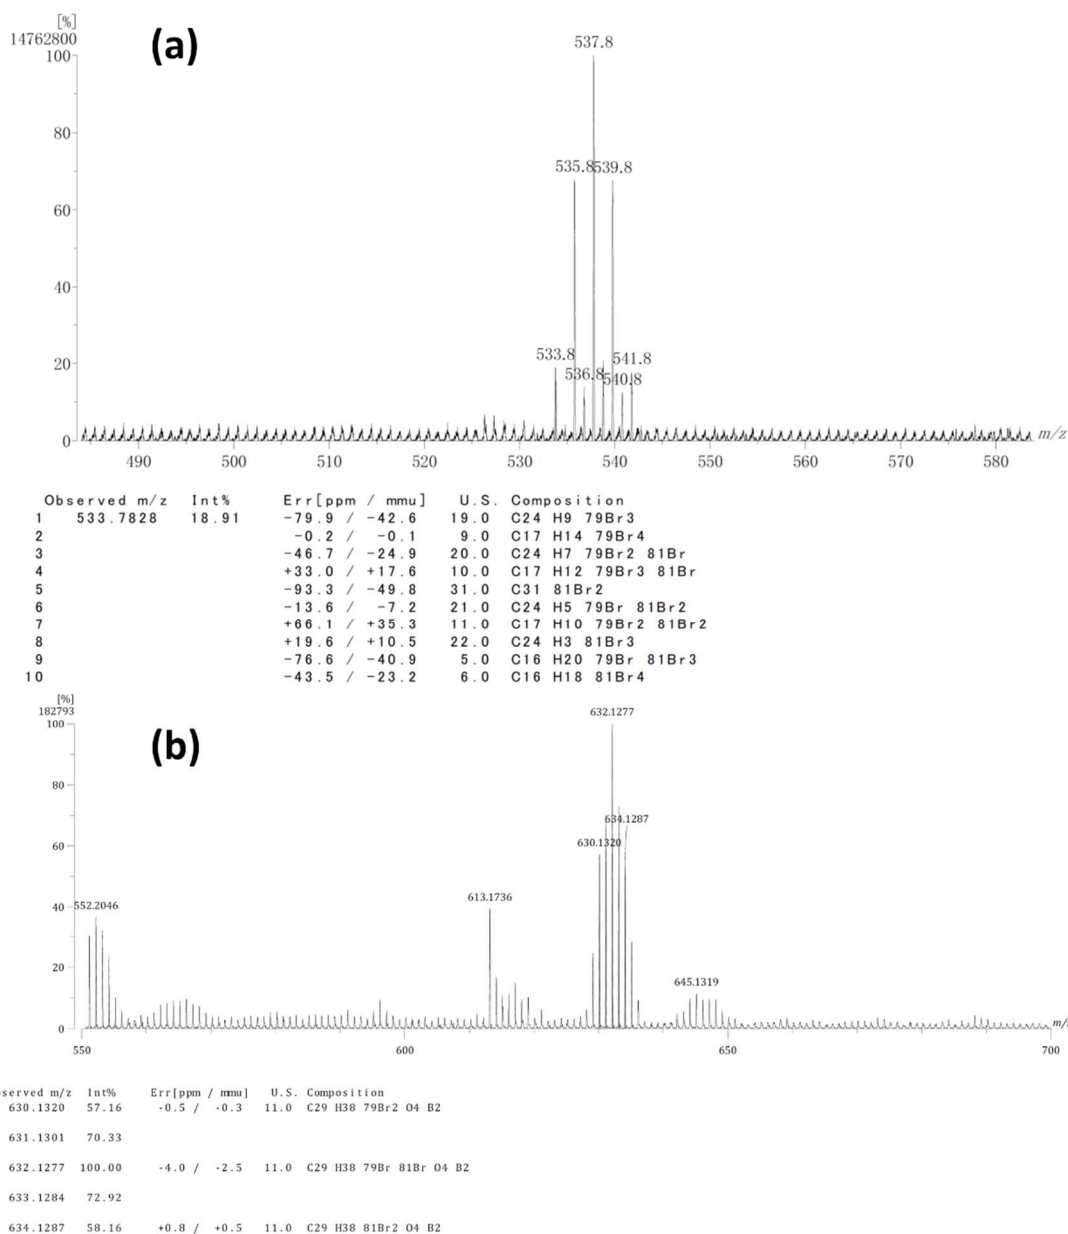 [%]
14762800
(a)
537.8
100
80
535.8 539.8
60
40
533.8 541.8
20
536.8 540.8
0
m/z
490 500 510 520 530 540 550 560 570 580
Observed m/z Int% Err[ppm / mmu] U.S. Composition
1 533.7828 18.91 -79.9 / -42.6 19.0 C24 H9 79Br3
2 -0.2 / -0.1 9.0 C17 H14 79Br4
3 -46.7 / -24.9 20.0 C24 H7 79Br2 81Br
4 +33.0 / +17.6 10.0 C17 H12 79Br3 81Br
5 -93.3 / -49.8 31.0 C31 81Br2
6 -13.6 / -7.2 21.0 C24 H5 79Br 81Br2
7 +66.1 / +35.3 11.0 C17 H10 79Br2 81Br2
8 +19.6 / +10.5 22.0 C24 H3 81Br3
9 -76.6 / -40.9 5.0 C16 H20 79Br 81Br3
10 -43.5 / -23.2 6.0 C16 H18 81Br4
[%]
182793
(b)
632.1277
100
80
634.1287
60
630.1320
40
552.2046
613.1736
20
645.1319
0
m/
550 600 650 700
served m/z Int% Err[ppm / mmu] U.S. Composition
630.1320 57.16 -0.5 / -0.3 11.0 C29 H38 79Br2 O4 B2
631.1301 70.33
632.1277 100.00 -4.0 / -2.5 11.0 C29 H38 79Br 81Br O4 B2
633.1284 72.92
634.1287 58.16 +0.8 / +0.5 11.0 C29 H38 81Br2 O4 B2